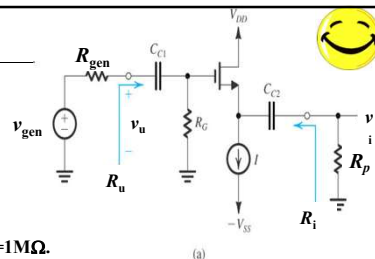 V_DD
R_gen
C_C1
C_C2
+
v_gen
+
−
v_u
R_G
v
i
I
R_p
−
R_u
R_i
−V_SS
=1MΩ.
(a)